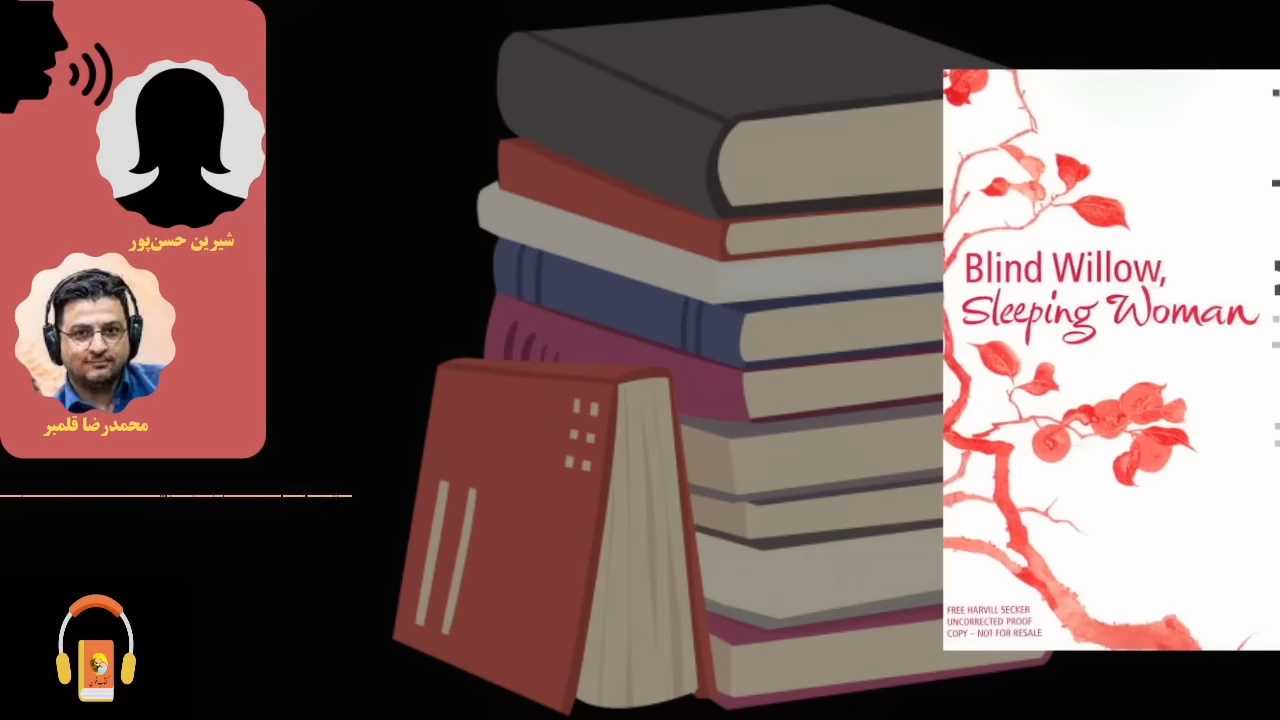 شیرین حسن‌پور
محمدرضا قلمبر
Blind Willow,
Sleeping Woman
FREE HARVILL SECKER
UNCORRECTED PROOF
COPY – NOT FOR RESALE